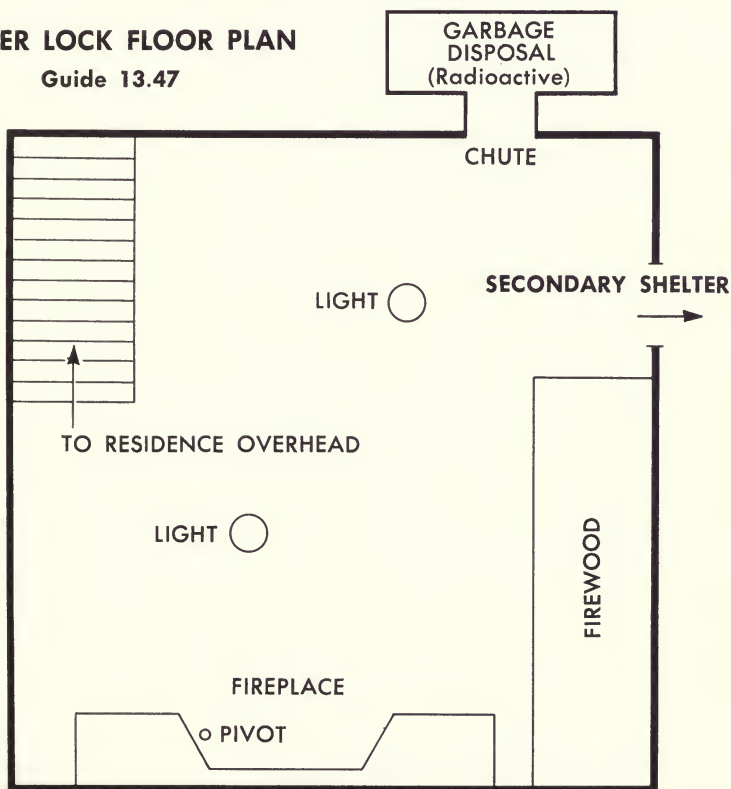 ER LOCK FLOOR PLAN
Guide 13.47
GARBAGE
DISPOSAL
(Radioactive)
CHUTE
LIGHT
SECONDARY SHELTER
TO RESIDENCE OVERHEAD
LIGHT
FIREWOOD
FIREPLACE
PIVOT